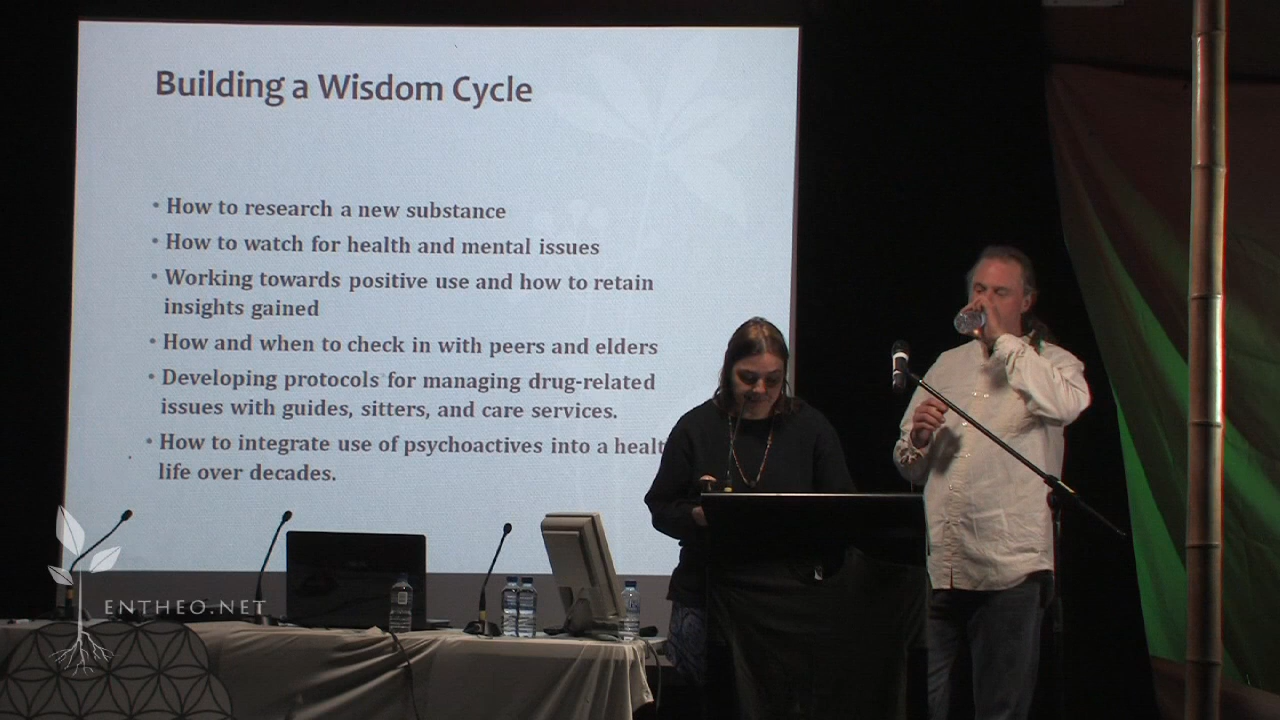 Building a Wisdom Cycle
• How to research a new substance
• How to watch for health and mental issues
• Working towards positive use and how to retain
insights gained
• How and when to check in with peers and elders
• Developing protocols for managing drug-related
issues with guides, sitters, and care services.
• How to integrate use of psychoactives into a healt
life over decades.
ENTHEO.NET